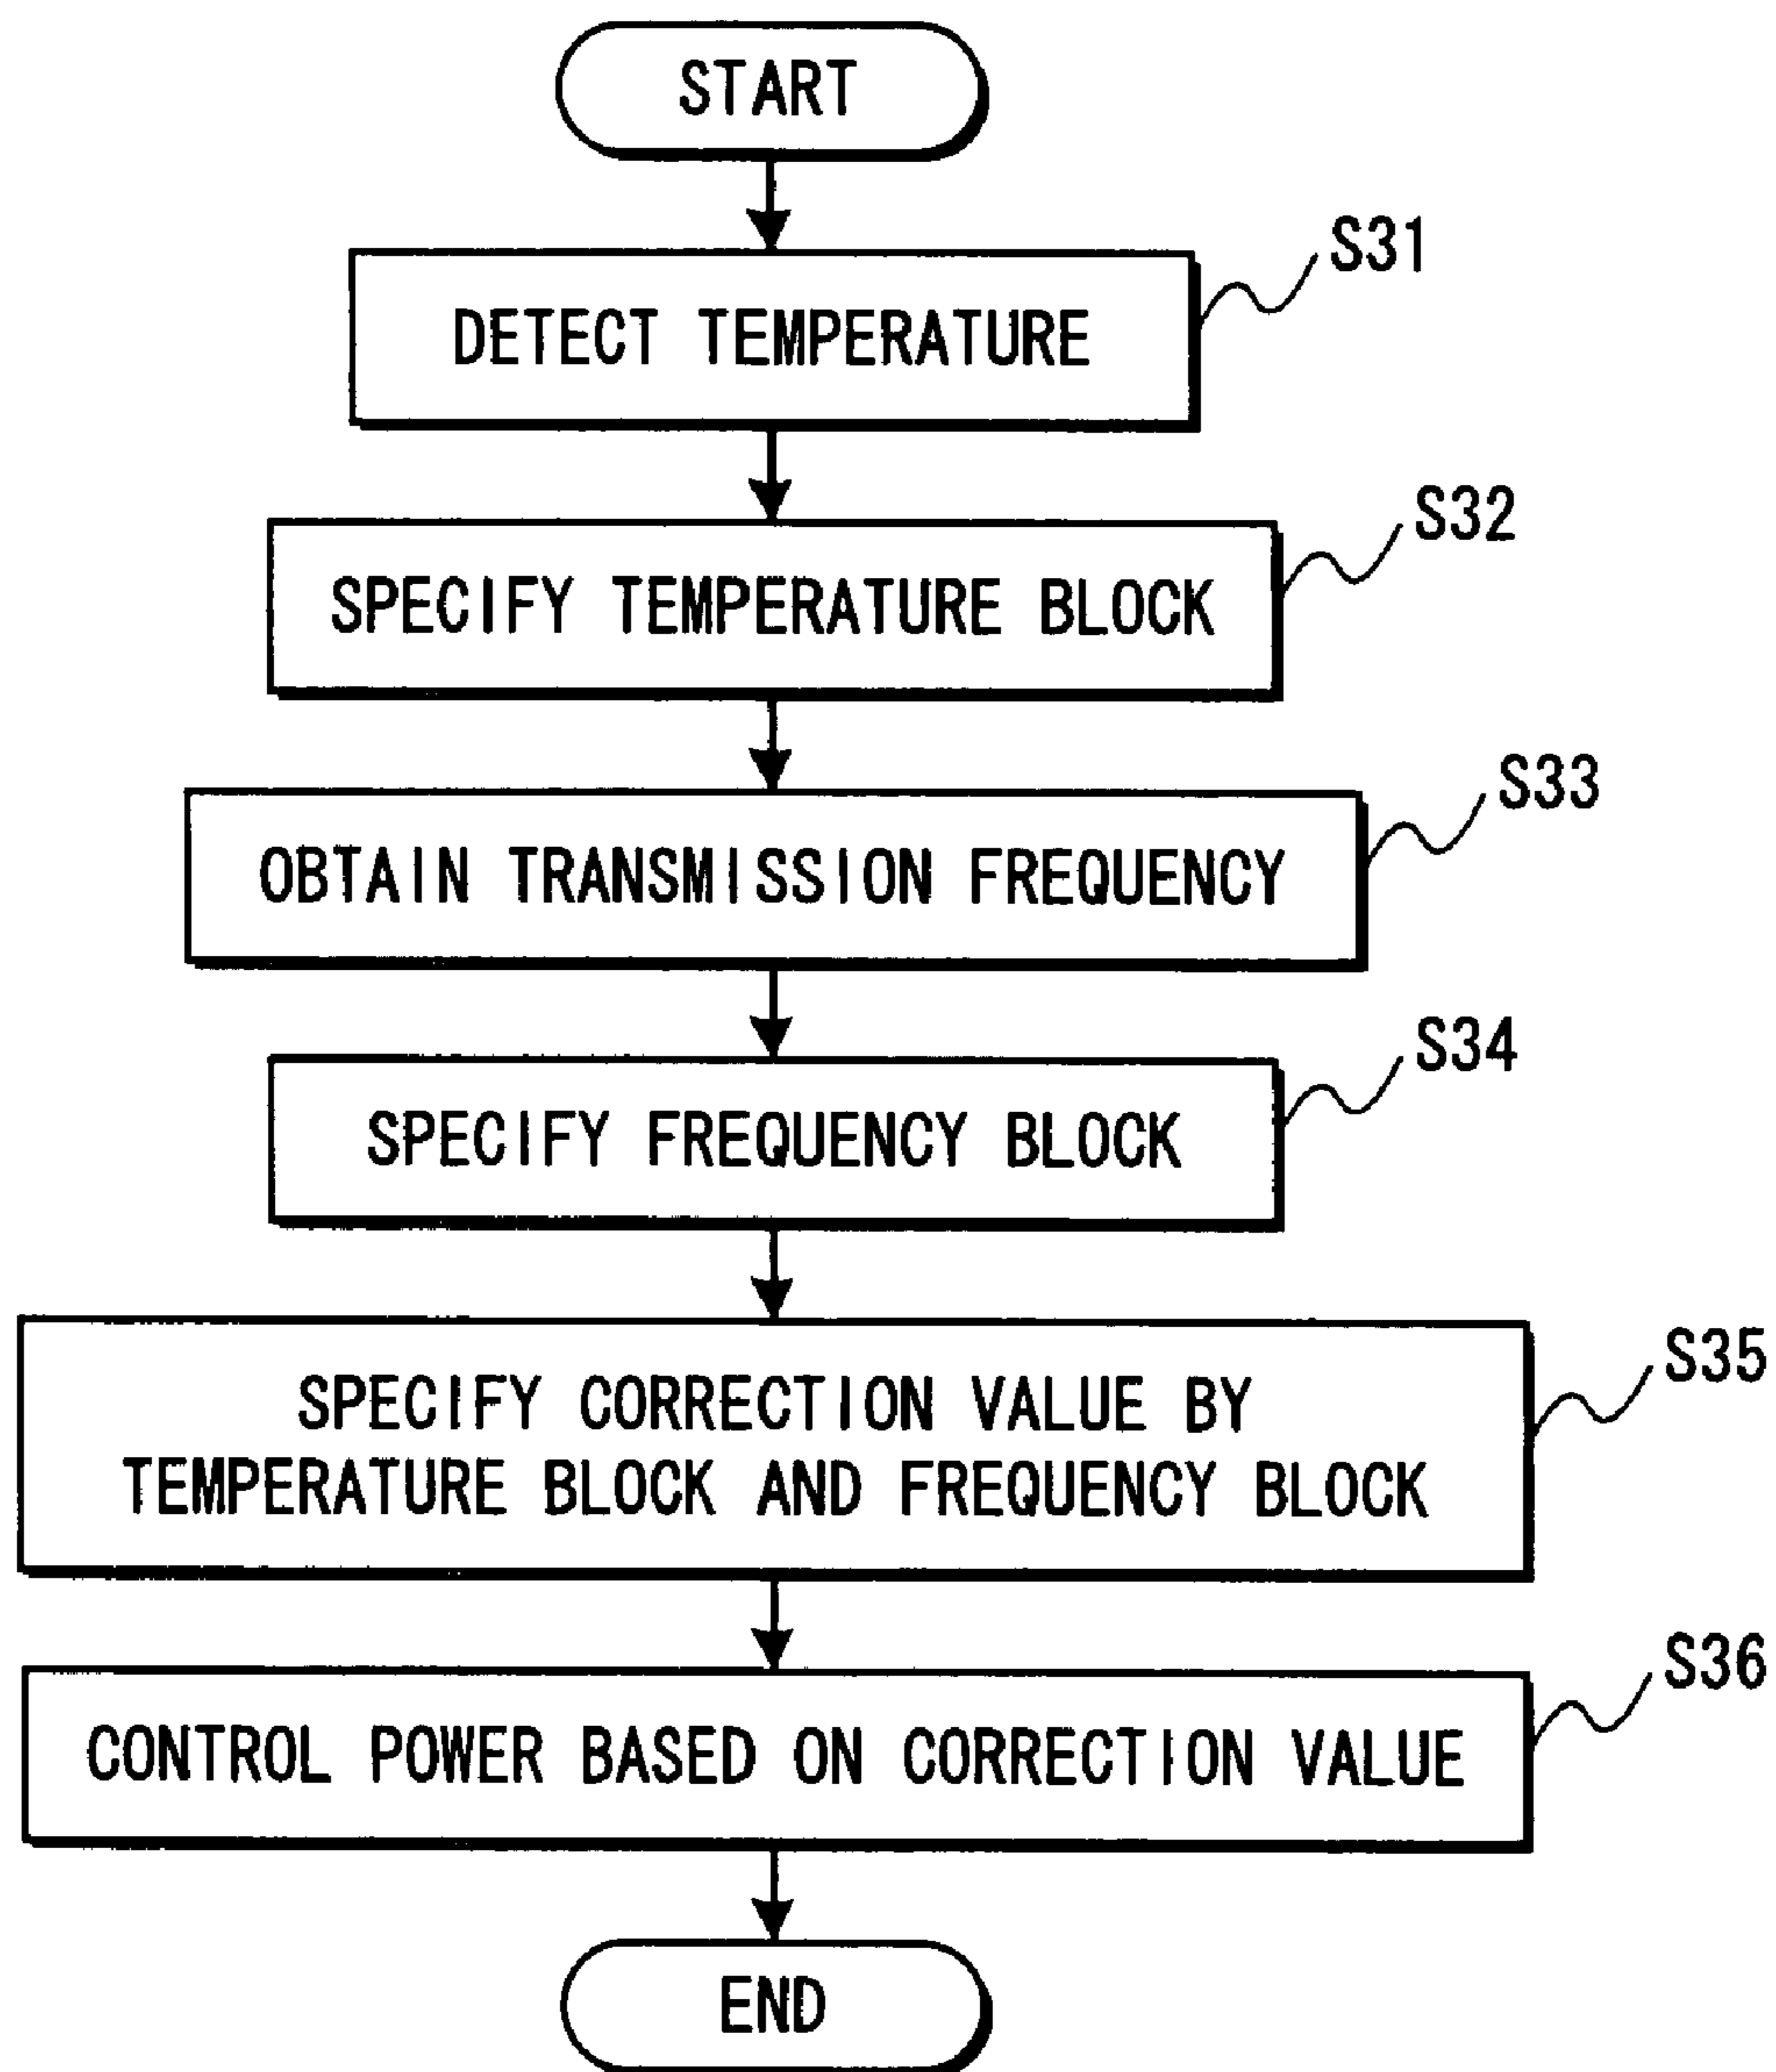 START
S31
DETECT TEMPERATURE
S32
SPECIFY TEMPERATURE BLOCK
S33
OBTAIN TRANSMISSION FREQUENCY
S34
SPECIFY FREQUENCY BLOCK
S35
SPECIFY CORRECTION VALUE BY
TEMPERATURE BLOCK AND FREQUENCY BLOCK
S36
CONTROL POWER BASED ON CORRECTION VALUE
END